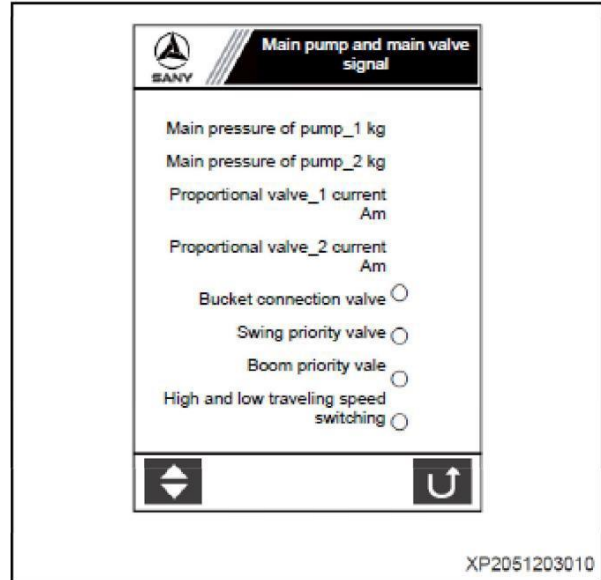 SANY
Main pump and main valve
signal
Main pressure of pump_1 kg
Main pressure of pump_2 kg
Proportional valve_1 current
Am
Proportional valve_2 current
Am
Bucket connection valve
Swing priority valve
Boom priority vale
High and low traveling speed
switching
XP2051203010